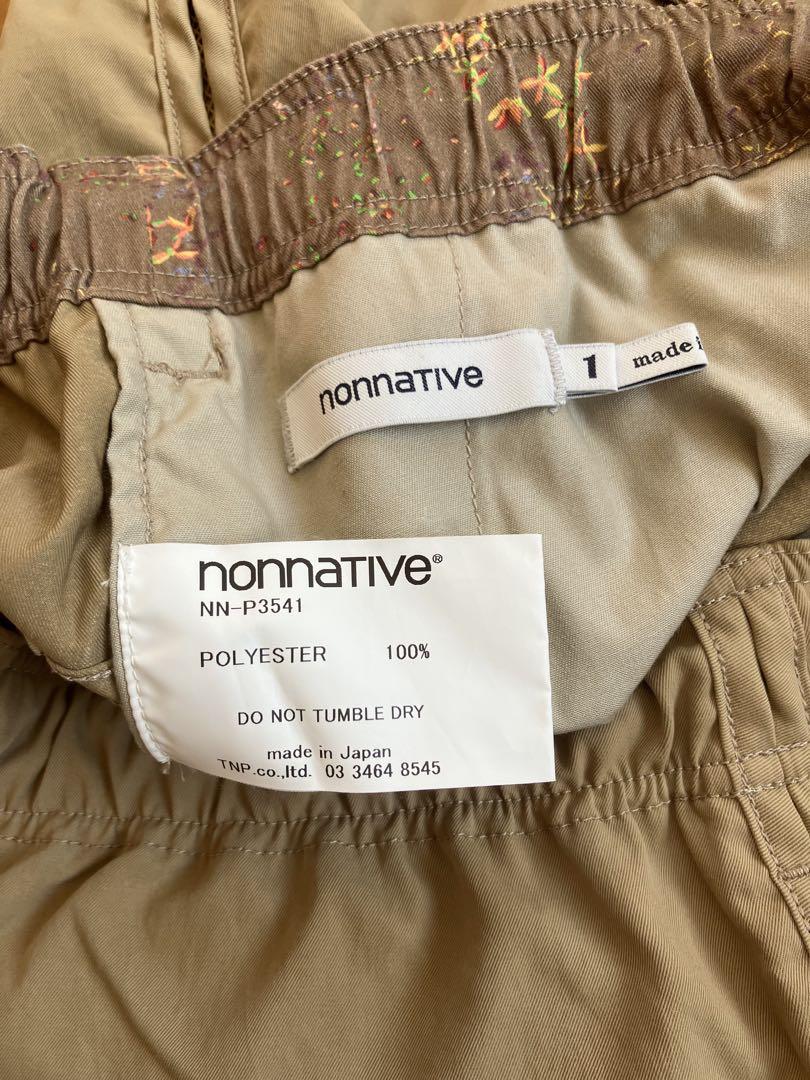 nonnative
1
made
nonnative®
NN-P3541
POLYESTER 100%
DO NOT TUMBLE DRY
made in Japan
TNP.co.,ltd. 03 3464 8545